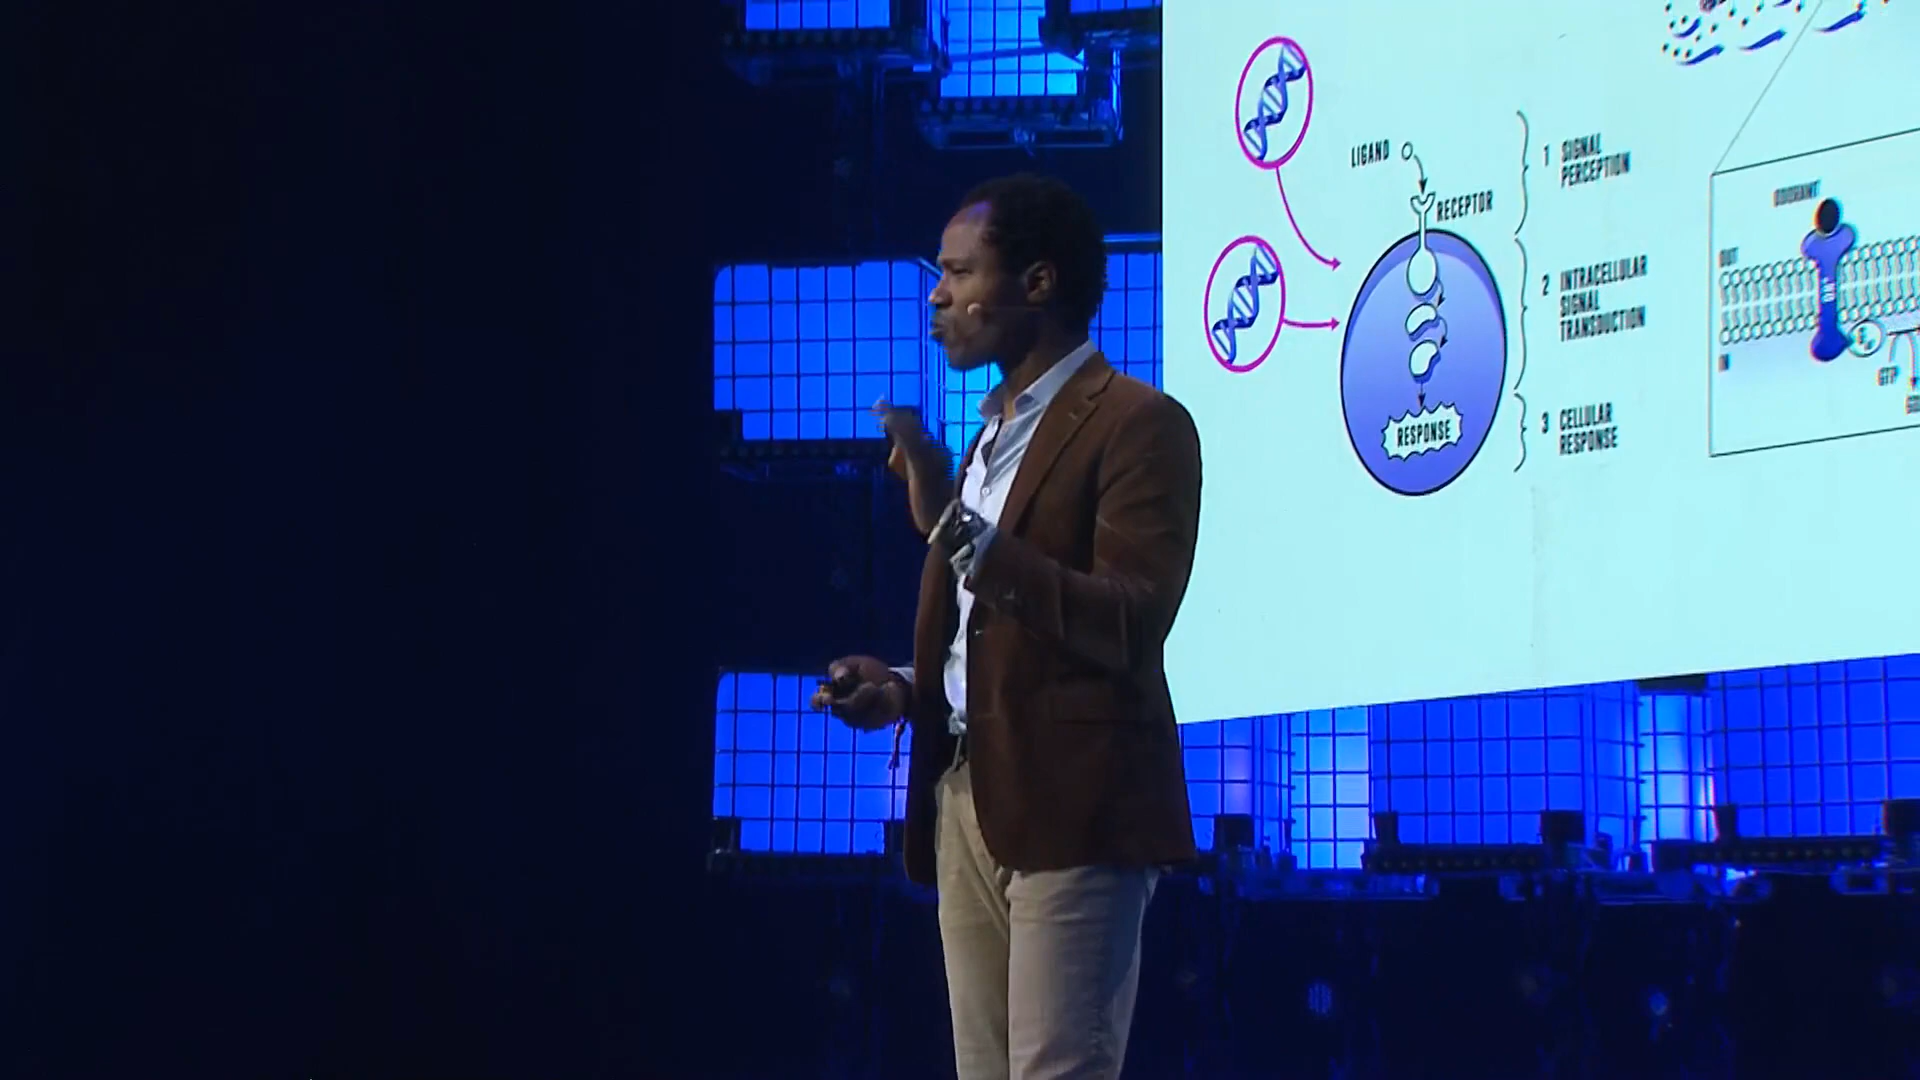 LIGAND
RECEPTOR
1 SIGNAL
PERCEPTION
2 INTRACELLULAR
SIGNAL
TRANSDUCTION
RESPONSE
3 CELLULAR
RESPONSE
ODORANT
OUT
IN
GTP